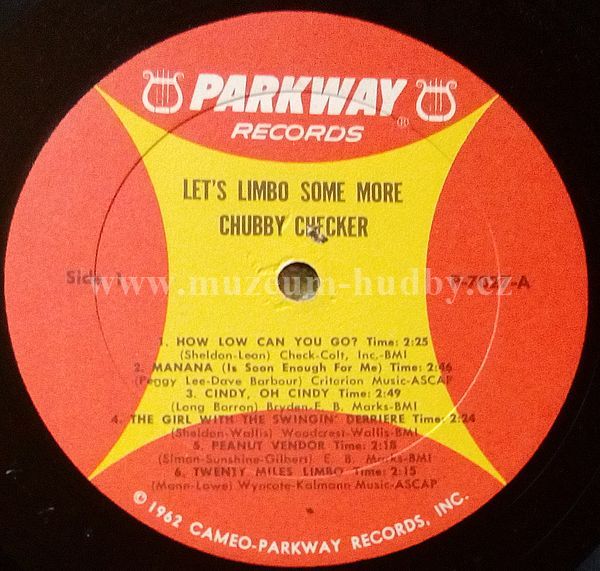 PARKWAY®
RECORDS
LET'S LIMBO SOME MORE
CHUBBY CHECKER
Side 1
P-7027-A
www.muzeum-hudby.cz
1. HOW LOW CAN YOU GO? Time: 2:25
(Sheldon-Leon) Check-Colt, Inc.-BMI
2. MANANA (Is Soon Enough For Me) Time: 2:46
(Peggy Lee-Dave Barbour) Criterion Music-ASCAP
3. CINDY, OH CINDY Time: 2:49
(Long Barron) Bryden-E. B. Marks-BMI
4. THE GIRL WITH THE SWINGIN' DERRIERE Time: 2:24
(Sheldon-Wallis) Woodcrest-Wallis-BMI
5. PEANUT VENDOR Time: 2:18
(Simon-Sunshine-Gilbert) E. B. Marks-BMI
6. TWENTY MILES LIMBO Time: 2:15
(Mann-Lowe) Wyncote-Kalmann Music-ASCAP
© 1962 CAMEO-PARKWAY RECORDS, INC.